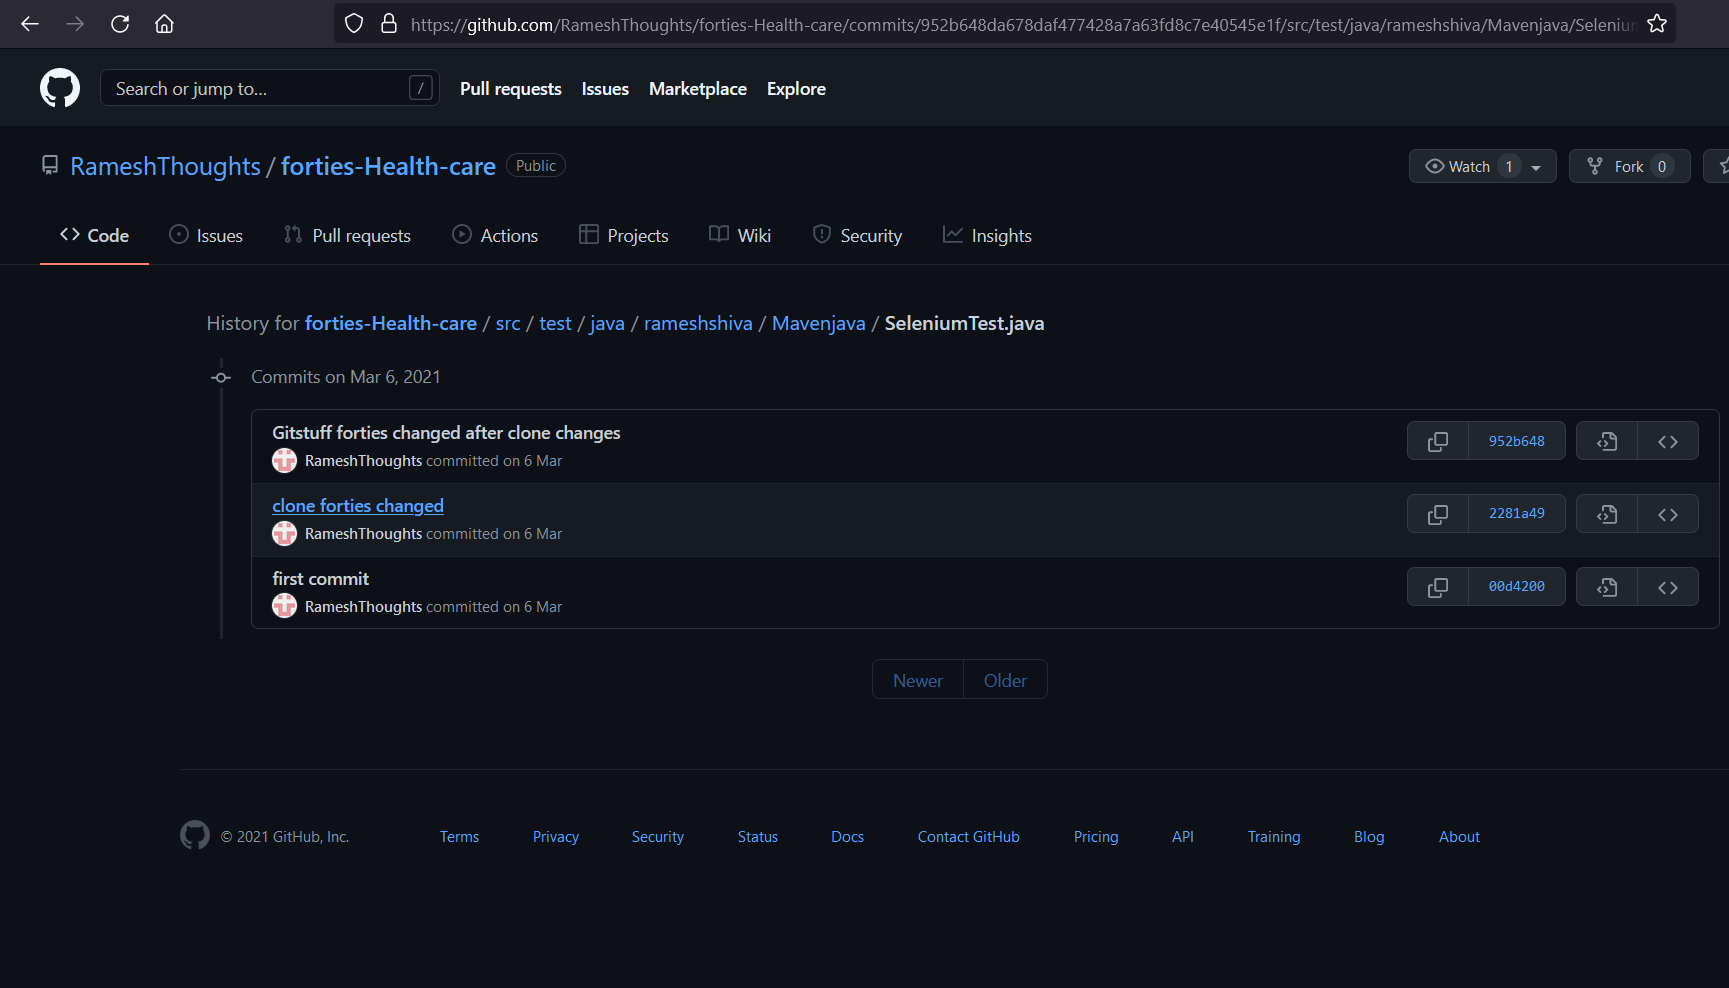 https://github.com/RameshThoughts/forties-Health-care/commits/952b648da678daf477428a7a63fd8c7e40545e1f/src/test/java/rameshshiva/Mavenjava/Seleniu
Search or jump to... / Pull requests Issues Marketplace Explore
RameshThoughts / forties-Health-care Public Watch 1 Fork 0
Code Issues Pull requests Actions Projects Wiki Security Insights
History for forties-Health-care / src / test / java / rameshshiva / Mavenjava / SeleniumTest.java
Commits on Mar 6, 2021
Gitstuff forties changed after clone changes
952b648
RameshThoughts committed on 6 Mar
clone forties changed
2281a49
RameshThoughts committed on 6 Mar
first commit
00d4200
RameshThoughts committed on 6 Mar
Newer Older
© 2021 GitHub, Inc. Terms Privacy Security Status Docs Contact GitHub Pricing API Training Blog About